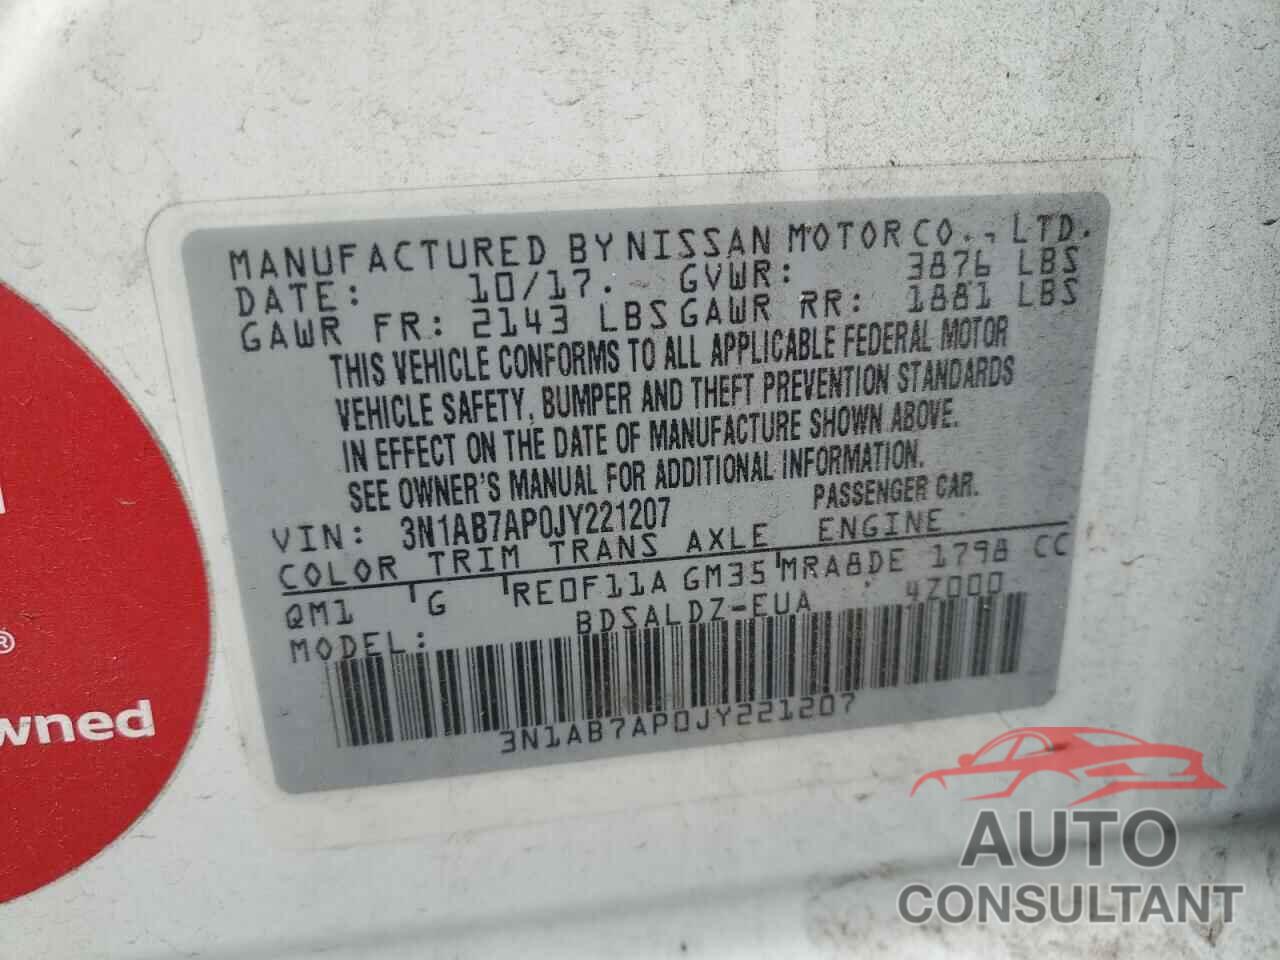 MANUFACTURED BY NISSAN MOTOR CO., LTD.
DATE: 10/17. GVWR: 3876 LBS
GAWR FR: 2143 LBS GAWR RR: 1881 LBS
THIS VEHICLE CONFORMS TO ALL APPLICABLE FEDERAL MOTOR
VEHICLE SAFETY, BUMPER AND THEFT PREVENTION STANDARDS
IN EFFECT ON THE DATE OF MANUFACTURE SHOWN ABOVE.
SEE OWNER'S MANUAL FOR ADDITIONAL INFORMATION.
VIN: 3N1AB7AP0JY221207 PASSENGER CAR.
COLOR TRIM TRANS AXLE ENGINE
QM1 G RE0F11A GM35 MRA8DE 1798 CC
MODEL: BDSALDZ-EUA 4Z000
3N1AB7AP0JY221207
®
wned
AUTO
CONSULTANT